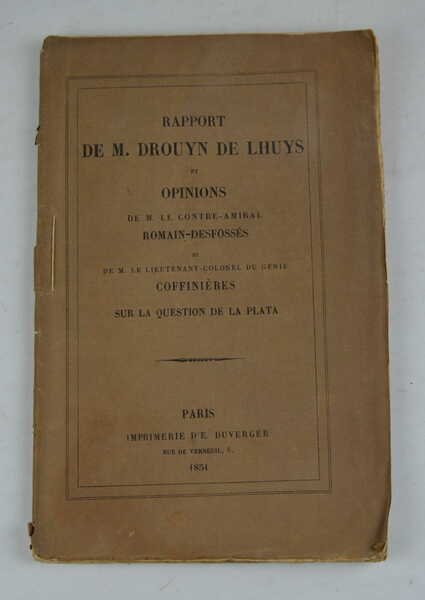 RAPPORT
DE M. DROUYN DE LHUYS
ET
OPINIONS
DE M. LE CONTRE-AMIRAL
ROMAIN-DESFOSSÉS
ET
DE M. LE LIEUTENANT-COLONEL DU GÉNIE
COFFINIÈRES
SUR LA QUESTION DE LA PLATA
PARIS
IMPRIMERIE D'E. DUVERGER
RUE DE VERNEUIL,
1851